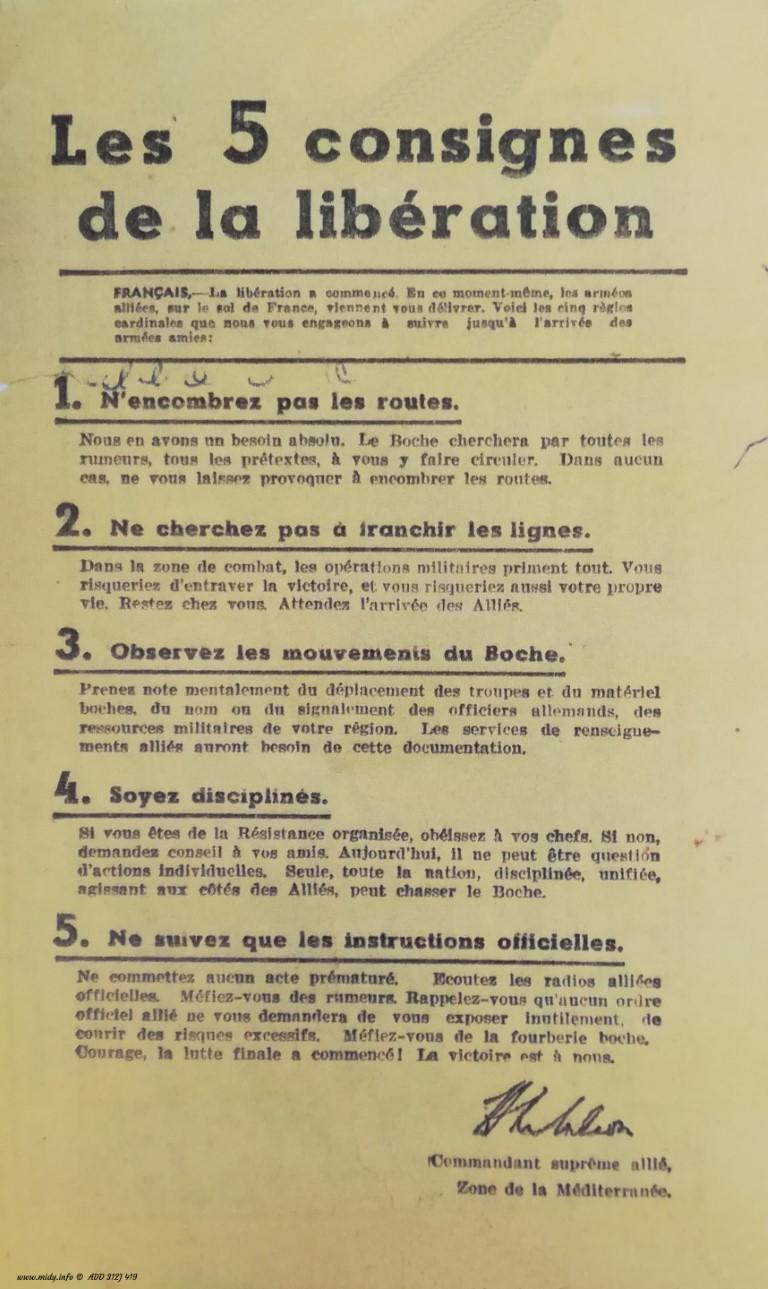 Les 5 consignes
de la libération
FRANÇAIS,—La libération a commencé. En ce moment-même, les armées
alliées, sur le sol de France, viennent vous délivrer. Voici les cinq règles
cardinales que nous vous engageons à suivre jusqu'à l'arrivée des
armées amies:
1. N'encombrez pas les routes.
Nous en avons un besoin absolu. Le Boche cherchera par toutes les
rumeurs, tous les prétextes, à vous y faire circuler. Dans aucun
cas, ne vous laissez provoquer à encombrer les routes.
2. Ne cherchez pas à franchir les lignes.
Dans la zone de combat, les opérations militaires priment tout. Vous
risqueriez d'entraver la victoire, et vous risqueriez aussi votre propre
vie. Restez chez vous. Attendez l'arrivée des Alliés.
3. Observez les mouvements du Boche.
Prenez note mentalement du déplacement des troupes et du matériel
boches, du nom ou du signalement des officiers allemands, des
ressources militaires de votre région. Les services de renseigne-
ments alliés auront besoin de cette documentation.
4. Soyez disciplinés.
Si vous êtes de la Résistance organisée, obéissez à vos chefs. Si non,
demandez conseil à vos amis. Aujourd'hui, il ne peut être question
d'actions individuelles. Seule, toute la nation, disciplinée, unifiée,
agissant aux côtés des Alliés, peut chasser le Boche.
5. Ne suivez que les instructions officielles.
Ne commettez aucun acte prématuré. Ecoutez les radios alliées
officielles. Méfiez-vous des rumeurs. Rappelez-vous qu'aucun ordre
officiel allié ne vous demandera de vous exposer inutilement, de
courir des risques excessifs. Méfiez-vous de la fourberie boche.
Courage, la lutte finale a commencé! La victoire est à nous.
Commandant suprême allié,
Zone de la Méditerranée.
www.midy.info © ADD 312J 419